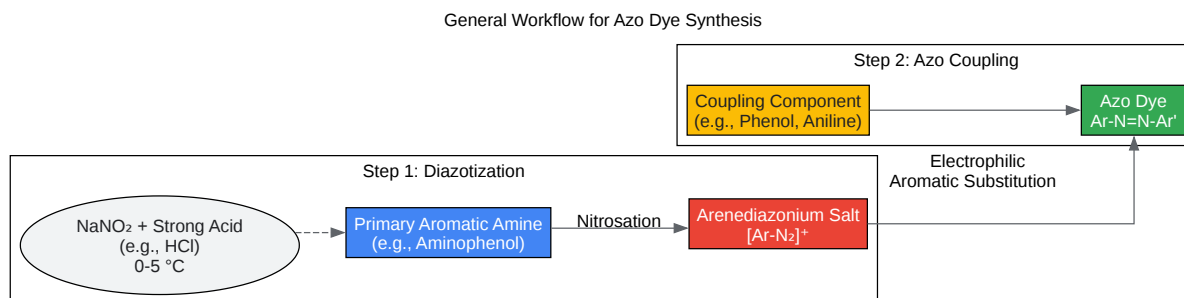 General Workflow for Azo Dye Synthesis
Step 2: Azo Coupling
Coupling Component
(e.g., Phenol, Aniline)
Azo Dye
Ar-N=N-Ar'
Step 1: Diazotization
Electrophilic
Aromatic Substitution
NaNO₂ + Strong Acid
(e.g., HCl)
0-5 °C
Primary Aromatic Amine
(e.g., Aminophenol)
Nitrosation
Arenediazonium Salt
[Ar-N₂]⁺